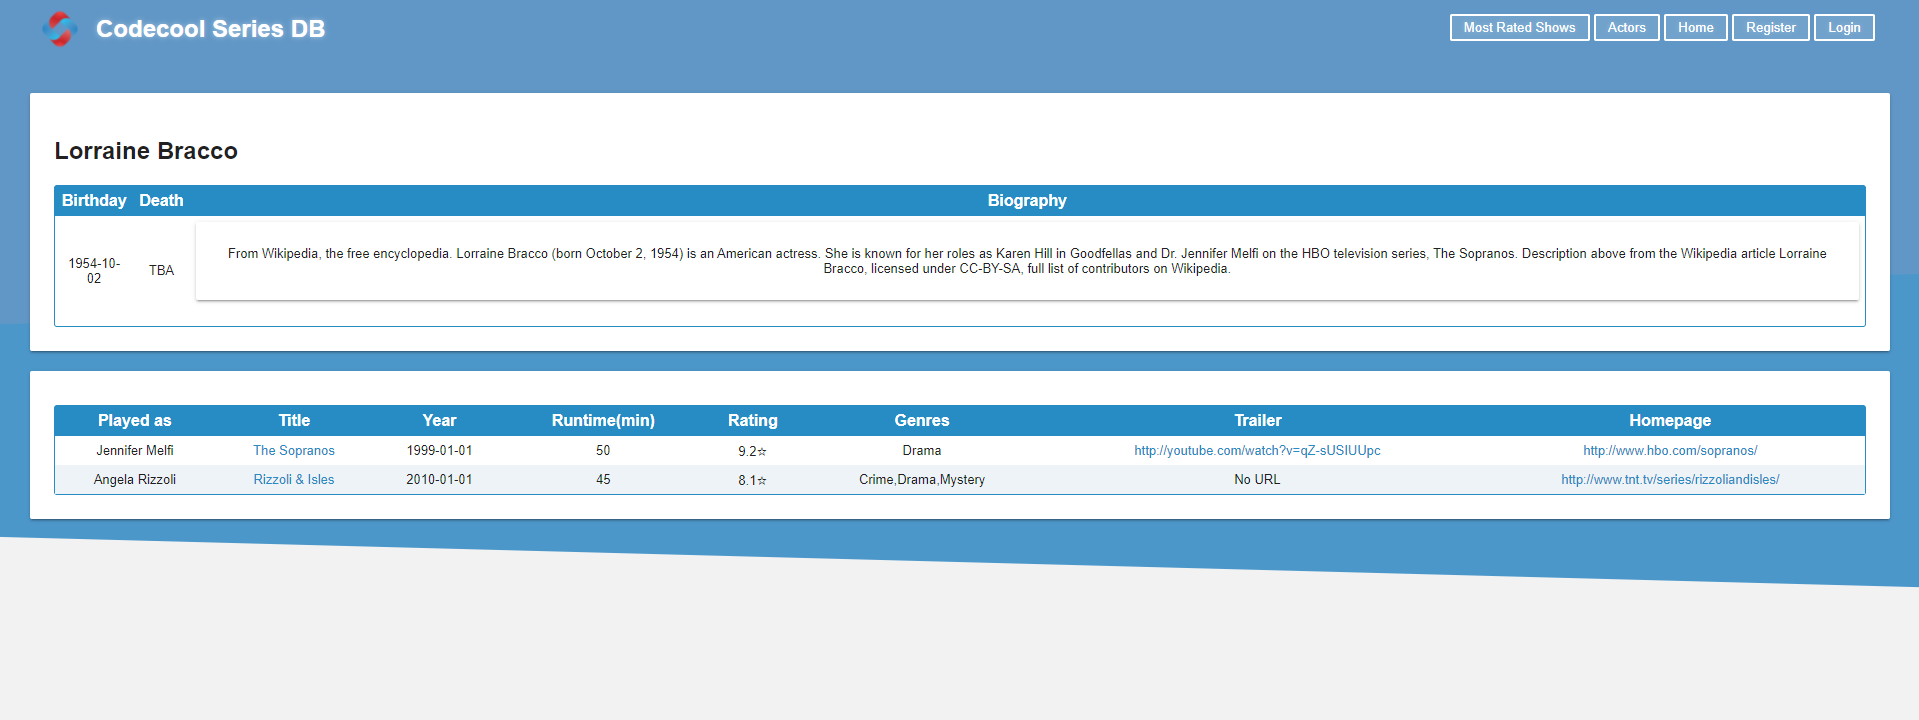 Codecool Series DB
Most Rated Shows Actors Home Register Login
Lorraine Bracco
Birthday Death Biography
1954-10-02 TBA
From Wikipedia, the free encyclopedia. Lorraine Bracco (born October 2, 1954) is an American actress. She is known for her roles as Karen Hill in Goodfellas and Dr. Jennifer Melfi on the HBO television series, The Sopranos. Description above from the Wikipedia article Lorraine
Bracco, licensed under CC-BY-SA, full list of contributors on Wikipedia.
Played as Title Year Runtime(min) Rating Genres Trailer Homepage
Jennifer Melfi The Sopranos 1999-01-01 50 9.2☆ Drama http://youtube.com/watch?v=qZ-sUSIUUpc http://www.hbo.com/sopranos/
Angela Rizzoli Rizzoli & Isles 2010-01-01 45 8.1☆ Crime,Drama,Mystery No URL http://www.tnt.tv/series/rizzoliandisles/